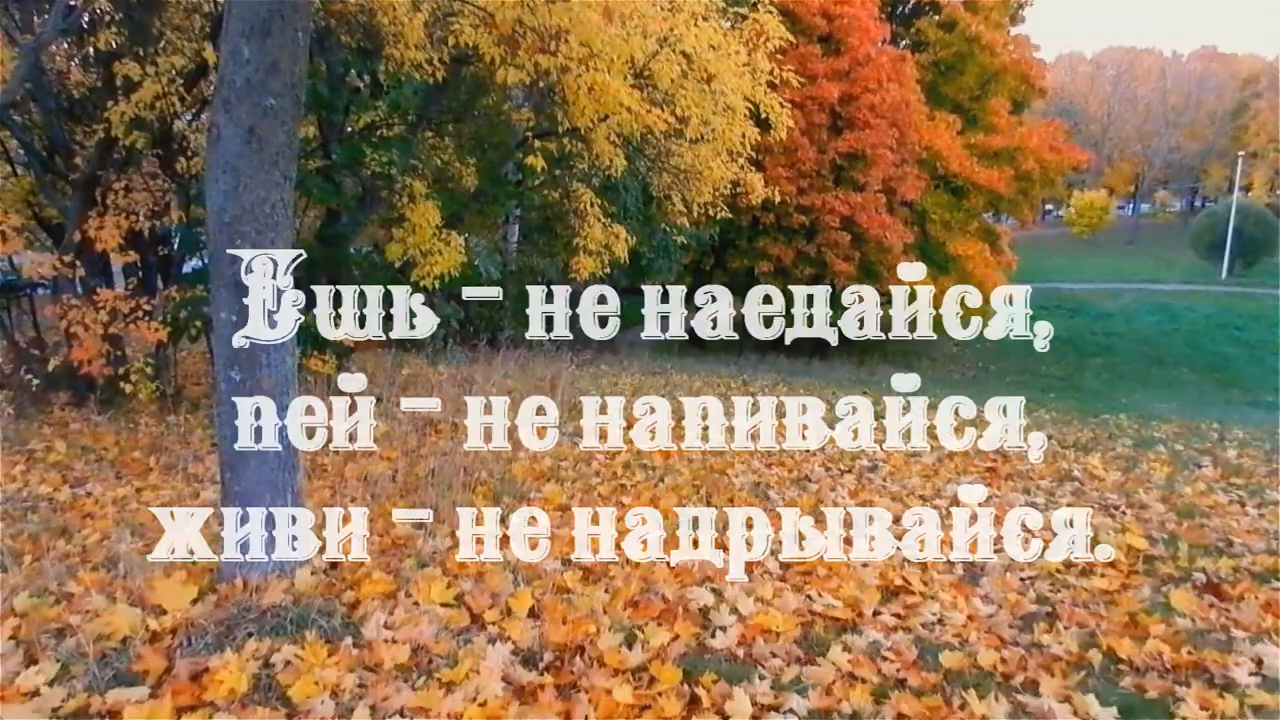 Ешь – не наедайся,
пей – не напивайся,
живи – не надрывайся.